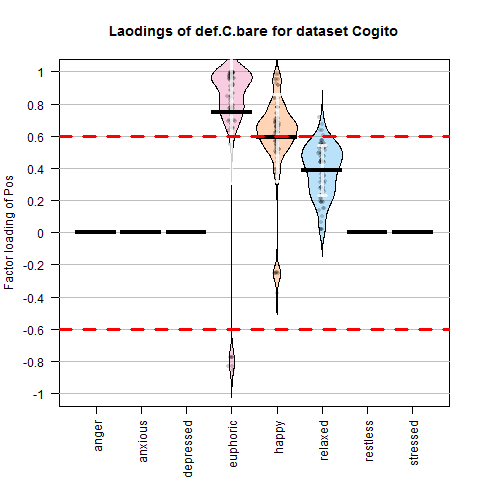 Laodings of def.C.bare for dataset Cogito
Factor loading of Pos
1
0.8
0.6
0.4
0.2
0
-0.2
-0.4
-0.6
-0.8
-1
anger
anxious
depressed
euphoric
happy
relaxed
restless
stressed